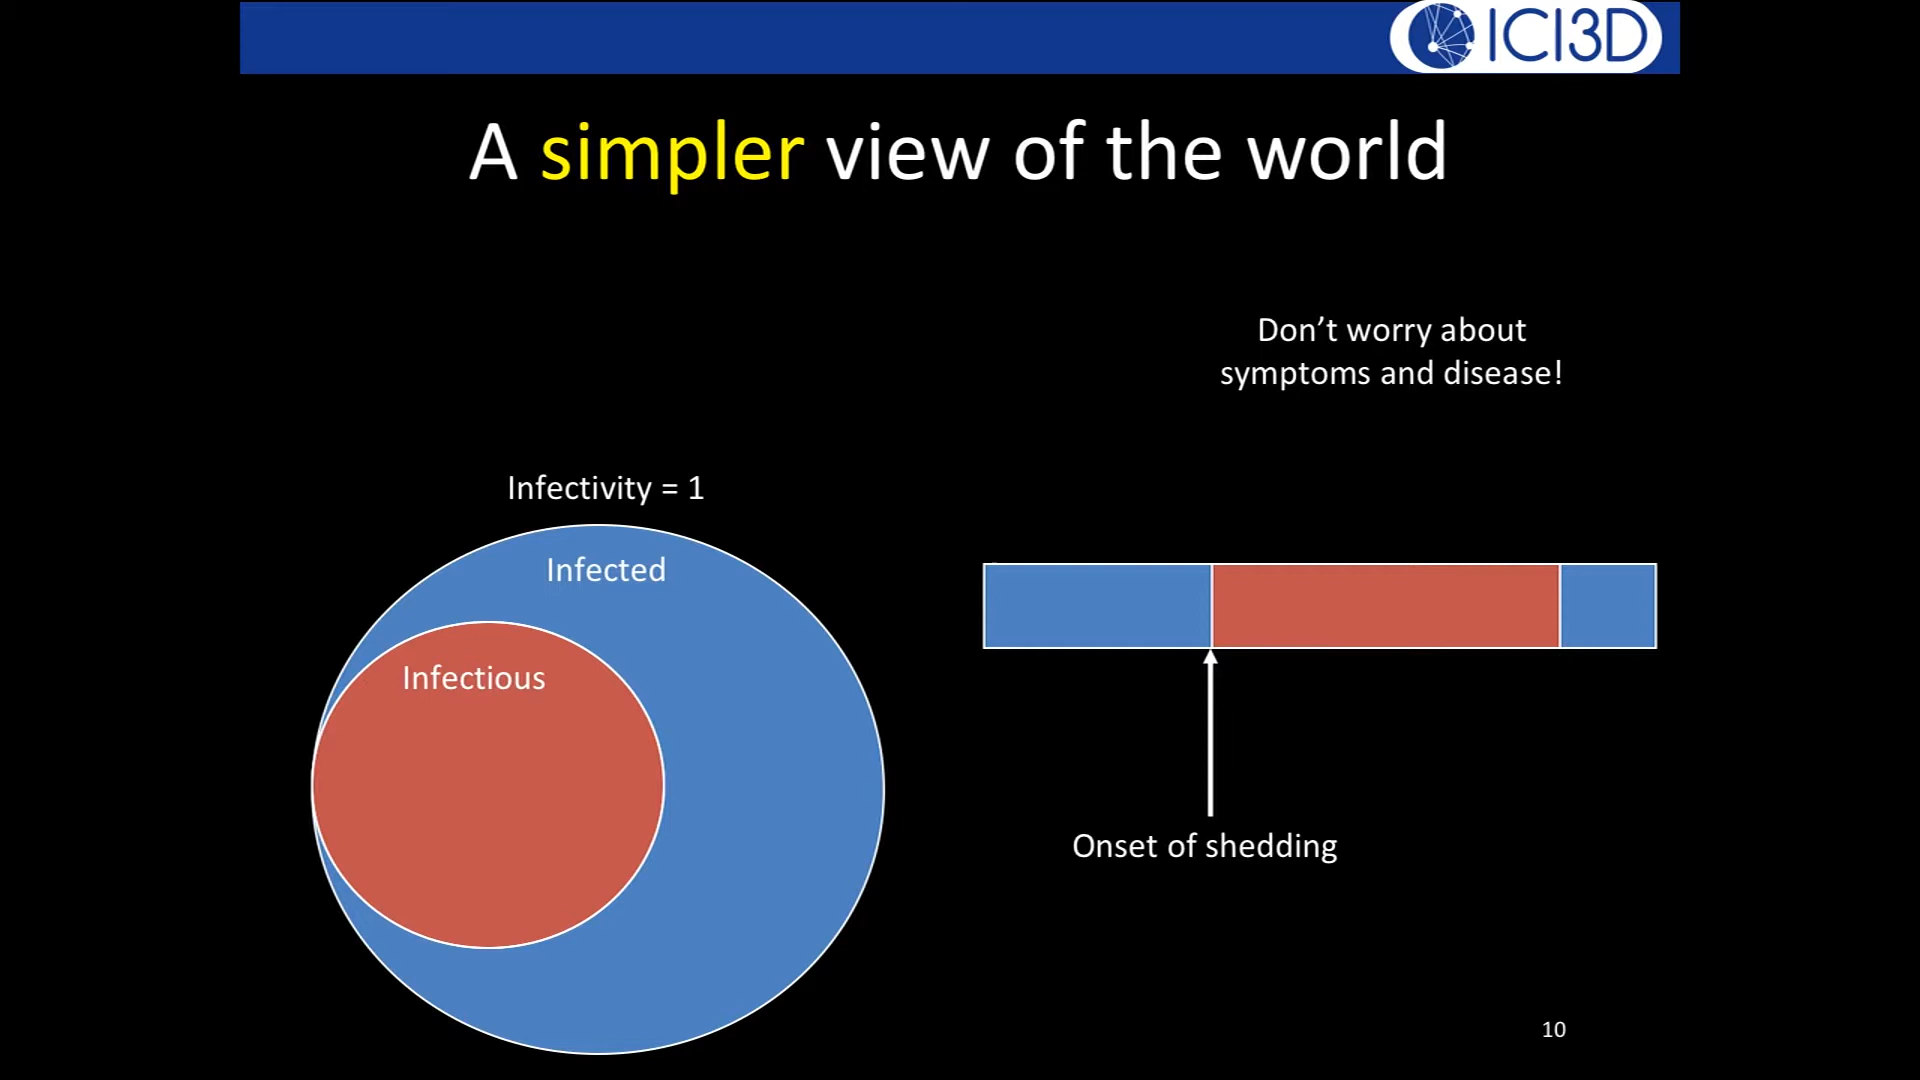 ICI3D
A simpler view of the world
Don’t worry about
symptoms and disease!
Infectivity = 1
Infected
Infectious
Onset of shedding
10